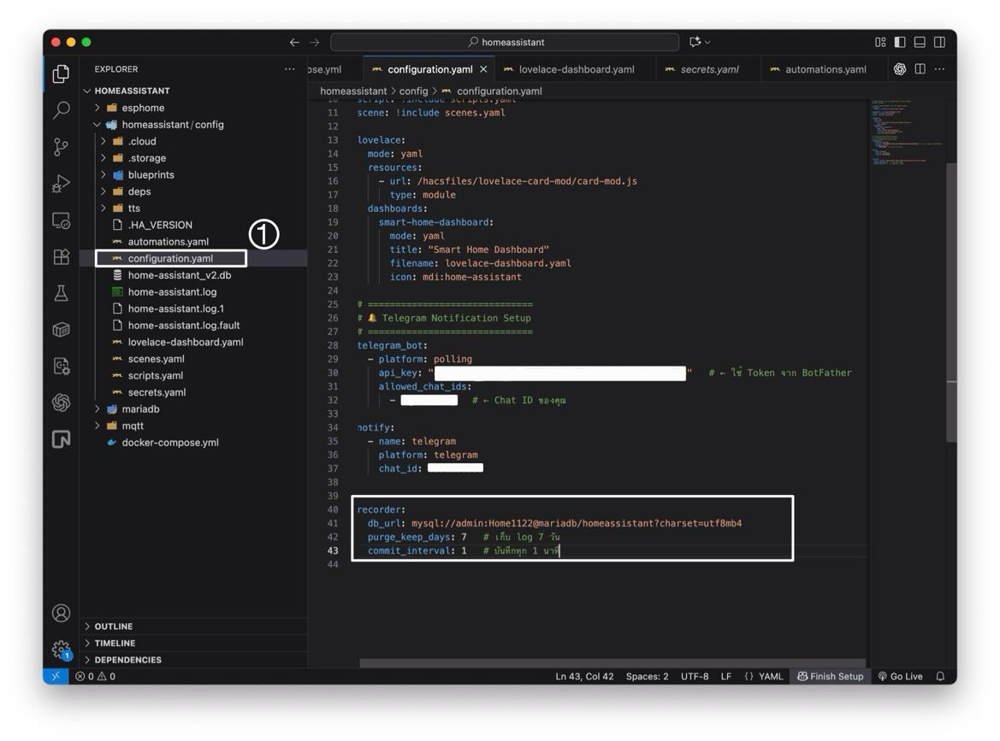 homeassistant
EXPLORER
ose.yml
configuration.yaml
lovelace-dashboard.yaml
secrets.yaml
automations.yaml
homeassistant > config > configuration.yaml
HOMEASSISTANT
esphome
homeassistant / config
.cloud
.storage
blueprints
deps
tts
.HA_VERSION
automations.yaml
①
configuration.yaml
home-assistant_v2.db
home-assistant.log
home-assistant.log.1
home-assistant.log.fault
lovelace-dashboard.yaml
scenes.yaml
scripts.yaml
secrets.yaml
mariadb
mqtt
docker-compose.yml
OUTLINE
TIMELINE
DEPENDENCIES
10 script: !include scripts.yaml
11 scene: !include scenes.yaml
12
13 lovelace:
14 mode: yaml
15 resources:
16 - url: /hacsfiles/lovelace-card-mod/card-mod.js
17 type: module
18 dashboards:
19 smart-home-dashboard:
20 mode: yaml
21 title: "Smart Home Dashboard"
22 filename: lovelace-dashboard.yaml
23 icon: mdi:home-assistant
24
25 # ==============================
26 # 🔔 Telegram Notification Setup
27 # ==============================
28 telegram_bot:
29 - platform: polling
30 api_key: " " # ← ใช้ Token จาก BotFather
31 allowed_chat_ids:
32 - # ← Chat ID ของคุณ
33
34 notify:
35 - name: telegram
36 platform: telegram
37 chat_id:
38
39
40 recorder:
41 db_url: mysql://admin:Home1122@mariadb/homeassistant?charset=utf8mb4
42 purge_keep_days: 7 # เก็บ log 7 วัน
43 commit_interval: 1 # บันทึกทุก 1 นาที
44
1
0 0
Ln 43, Col 42
Spaces: 2
UTF-8
LF
{} YAML
Finish Setup
Go Live